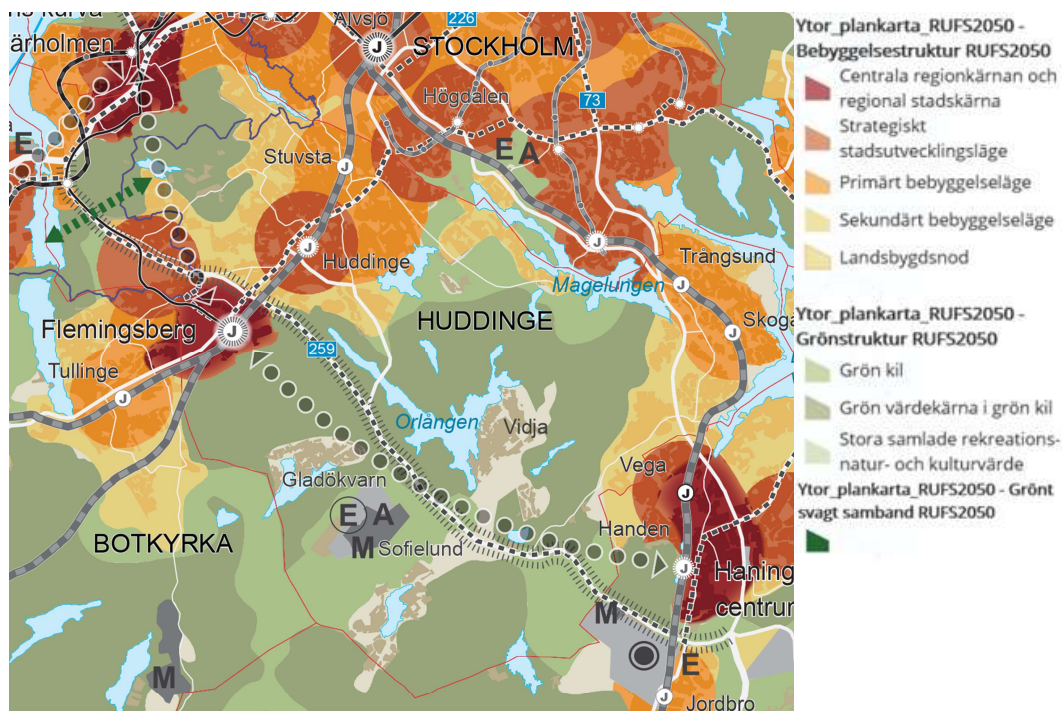 ns kurva
ärholmen
Älvsjö
226
STOCKHOLM
73
Högdalen
E
E A
Stuvsta
J
J
J
J
Huddinge
Trångsund
Magelungen
J
Flemingsberg
J
HUDDINGE
Skoga
J
259
Tullinge
J
Orlången
Vidja
Gladökvarn
Vega
J
E A
M
Sofielund
Handen
BOTKYRKA
J
Haning
centrum
M
M
E
J
Jordbro
Ytor_plankarta_RUFS2050 -
Bebyggelsestruktur RUFS2050
Centrala regionkärnan och
regional stadskärna
Strategiskt
stadsutvecklingsläge
Primärt bebyggelseläge
Sekundärt bebyggelseläge
Landsbygdsnod
Ytor_plankarta_RUFS2050 -
Grönstruktur RUFS2050
Grön kil
Grön värdekärna i grön kil
Stora samlade rekreations-
natur- och kulturvärde
Ytor_plankarta_RUFS2050 - Grönt
svagt samband RUFS2050